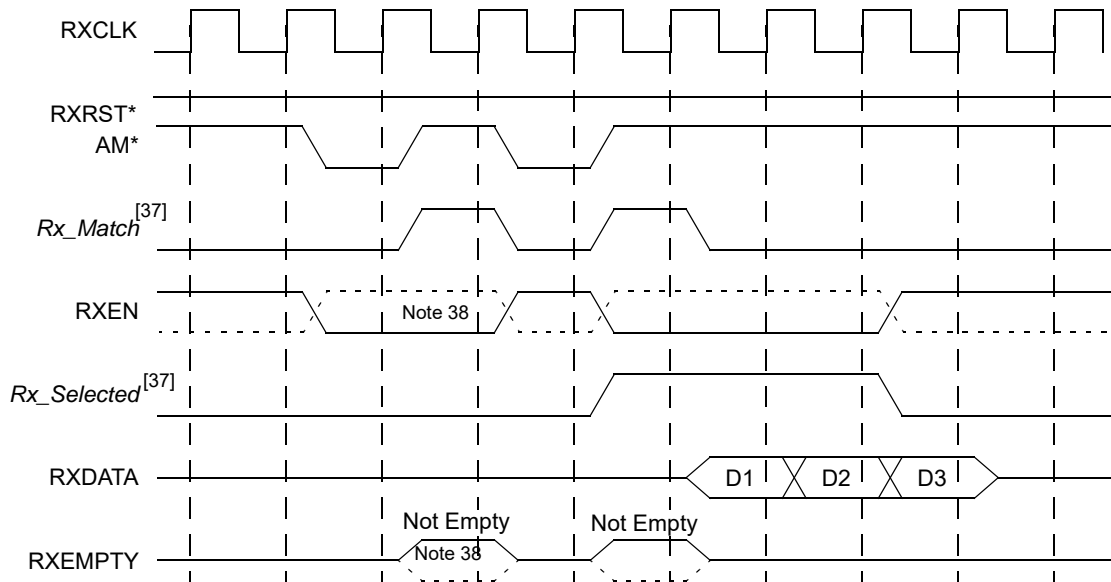 RXCLK
RXRST*
AM*
Rx_Match[37]
RXEN
Note 38
Rx_Selected[37]
RXDATA
D1 D2 D3
Not Empty Not Empty
RXEMPTY
Note 38